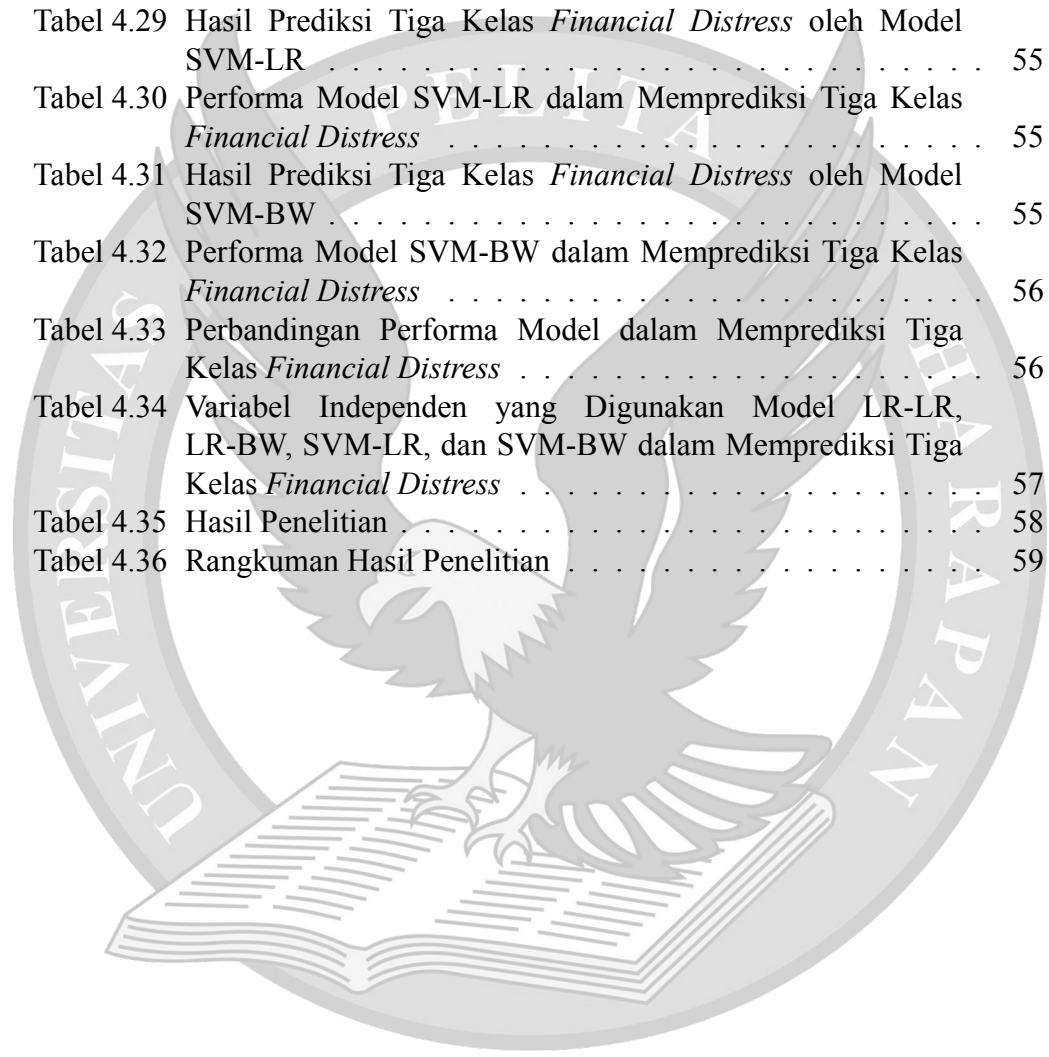 Tabel 4.29 Hasil Prediksi Tiga Kelas Financial Distress oleh Model
SVM-LR . . . . . . . . . . . . . . . . . . . . . . . . . . . . 55
Tabel 4.30 Performa Model SVM-LR dalam Memprediksi Tiga Kelas
Financial Distress . . . . . . . . . . . . . . . . . . . . . . . 55
Tabel 4.31 Hasil Prediksi Tiga Kelas Financial Distress oleh Model
SVM-BW . . . . . . . . . . . . . . . . . . . . . . . . . . . . 55
Tabel 4.32 Performa Model SVM-BW dalam Memprediksi Tiga Kelas
Financial Distress . . . . . . . . . . . . . . . . . . . . . . . 56
Tabel 4.33 Perbandingan Performa Model dalam Memprediksi Tiga
Kelas Financial Distress . . . . . . . . . . . . . . . . . . . . 56
Tabel 4.34 Variabel Independen yang Digunakan Model LR-LR,
LR-BW, SVM-LR, dan SVM-BW dalam Memprediksi Tiga
Kelas Financial Distress . . . . . . . . . . . . . . . . . . . . 57
Tabel 4.35 Hasil Penelitian . . . . . . . . . . . . . . . . . . . . . . . . . 58
Tabel 4.36 Rangkuman Hasil Penelitian . . . . . . . . . . . . . . . . . . 59
UNIVERSITAS PELITA HARAPAN